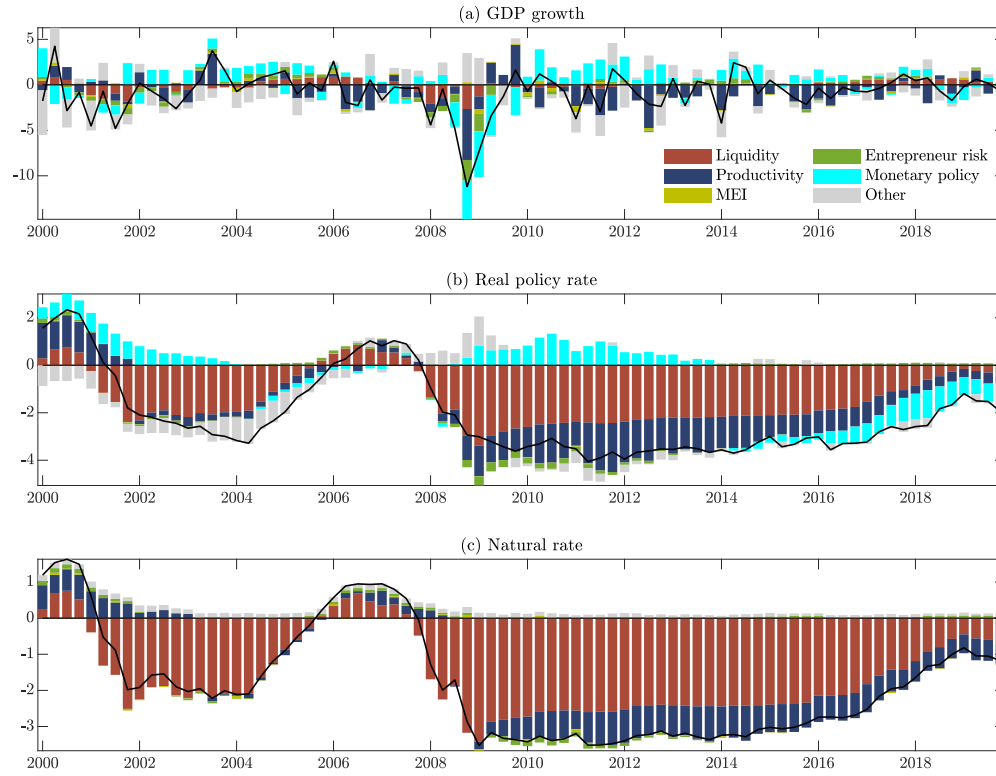 (a) GDP growth
5
0
-5
-10
Liquidity
Productivity
MEI
Entrepreneur risk
Monetary policy
Other
2000 2002 2004 2006 2008 2010 2012 2014 2016 2018
(b) Real policy rate
2
0
-2
-4
2000 2002 2004 2006 2008 2010 2012 2014 2016 2018
(c) Natural rate
1
0
-1
-2
-3
2000 2002 2004 2006 2008 2010 2012 2014 2016 2018